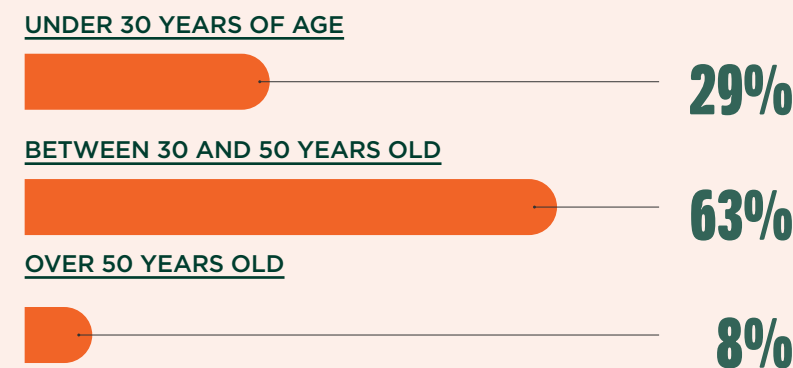 UNDER 30 YEARS OF AGE
29%
BETWEEN 30 AND 50 YEARS OLD
63%
OVER 50 YEARS OLD
8%